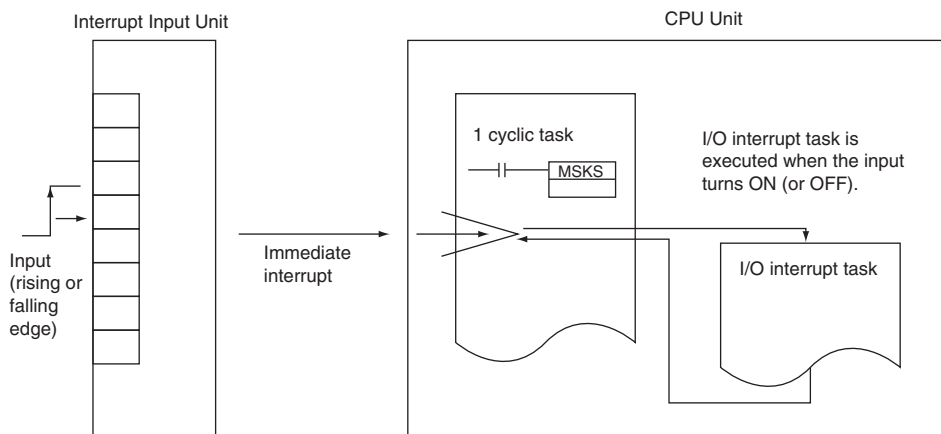 Interrupt Input Unit
CPU Unit
1 cyclic task
MSKS
I/O interrupt task is
executed when the input
turns ON (or OFF).
Input
(rising or
falling
edge)
Immediate
interrupt
I/O interrupt task